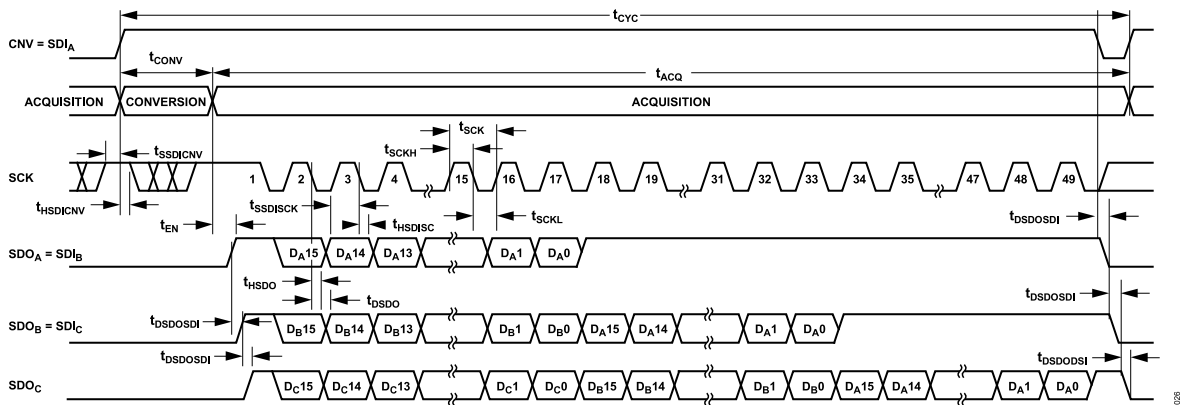 tCYC
CNV = SDIA
tCONV
tACQ
ACQUISITION CONVERSION ACQUISITION
tSCK
tSSDICNV
tSCKH
SCK
1 2 3 4 15 16 17 18 19 31 32 33 34 35 47 48 49
tHSDICNV
tSSDISCK
tSCKL
tEN
tHSDISC
tDSDOSDI
SDOA = SDIB
DA15 DA14 DA13 DA1 DA0
tHSDO
tDSDO
tDSDOSDI
tDSDOSDI
SDOB = SDIC
DB15 DB14 DB13 DB1 DB0 DA15 DA14 DA1 DA0
tDSDOSDI
tDSDODSI
SDOC
DC15 DC14 DC13 DC1 DC0 DB15 DB14 DB1 DB0 DA15 DA14 DA1 DA0
026